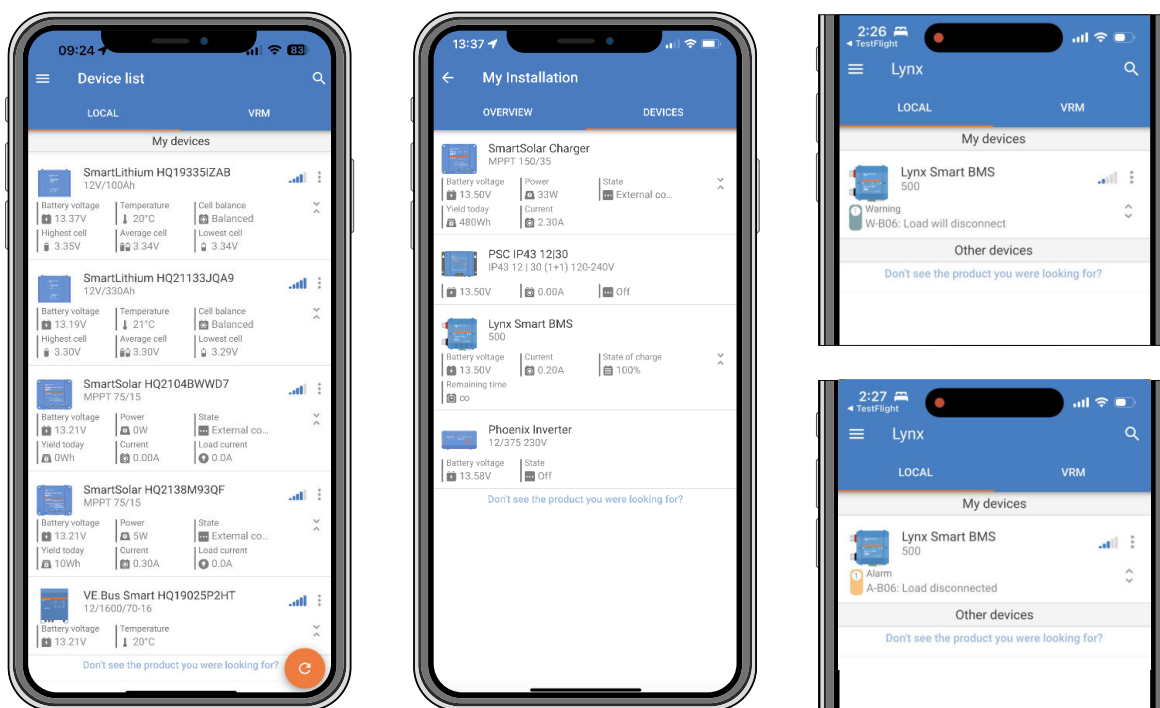 09:24
83
Device list
LOCAL VRM
My devices
SmartLithium HQ19335IZAB
12V/100Ah
Battery voltage Temperature Cell balance
13.37V 20°C Balanced
Highest cell Average cell Lowest cell
3.35V 3.34V 3.34V
SmartLithium HQ21133JQA9
12V/330Ah
Battery voltage Temperature Cell balance
13.19V 21°C Balanced
Highest cell Average cell Lowest cell
3.30V 3.30V 3.29V
SmartSolar HQ2104BWWD7
MPPT 75/15
Battery voltage Power State
13.21V 0W External co...
Yield today Current Load current
0Wh 0.00A 0.0A
SmartSolar HQ2138M93QF
MPPT 75/15
Battery voltage Power State
13.21V 5W External co...
Yield today Current Load current
10Wh 0.30A 0.0A
VE.Bus Smart HQ19025P2HT
12/1600/70-16
Battery voltage Temperature
13.21V 20°C
Don't see the product you were looking for?
13:37
My Installation
OVERVIEW DEVICES
SmartSolar Charger
MPPT 150/35
Battery voltage Power State
13.50V 33W External co...
Yield today Current
480Wh 2.30A
PSC IP43 12|30
IP43 12 | 30 (1+1) 120-240V
13.50V 0.00A Off
Lynx Smart BMS
500
Battery voltage Current State of charge
13.50V 0.20A 100%
Remaining time
∞
Phoenix Inverter
12/375 230V
Battery voltage State
13.58V Off
Don't see the product you were looking for?
2:26
◀ TestFlight
Lynx
LOCAL VRM
My devices
Lynx Smart BMS
500
1 Warning
W-B06: Load will disconnect
Other devices
Don't see the product you were looking for?
2:27
◀ TestFlight
Lynx
LOCAL VRM
My devices
Lynx Smart BMS
500
1 Alarm
A-B06: Load disconnected
Other devices
Don't see the product you were looking for?